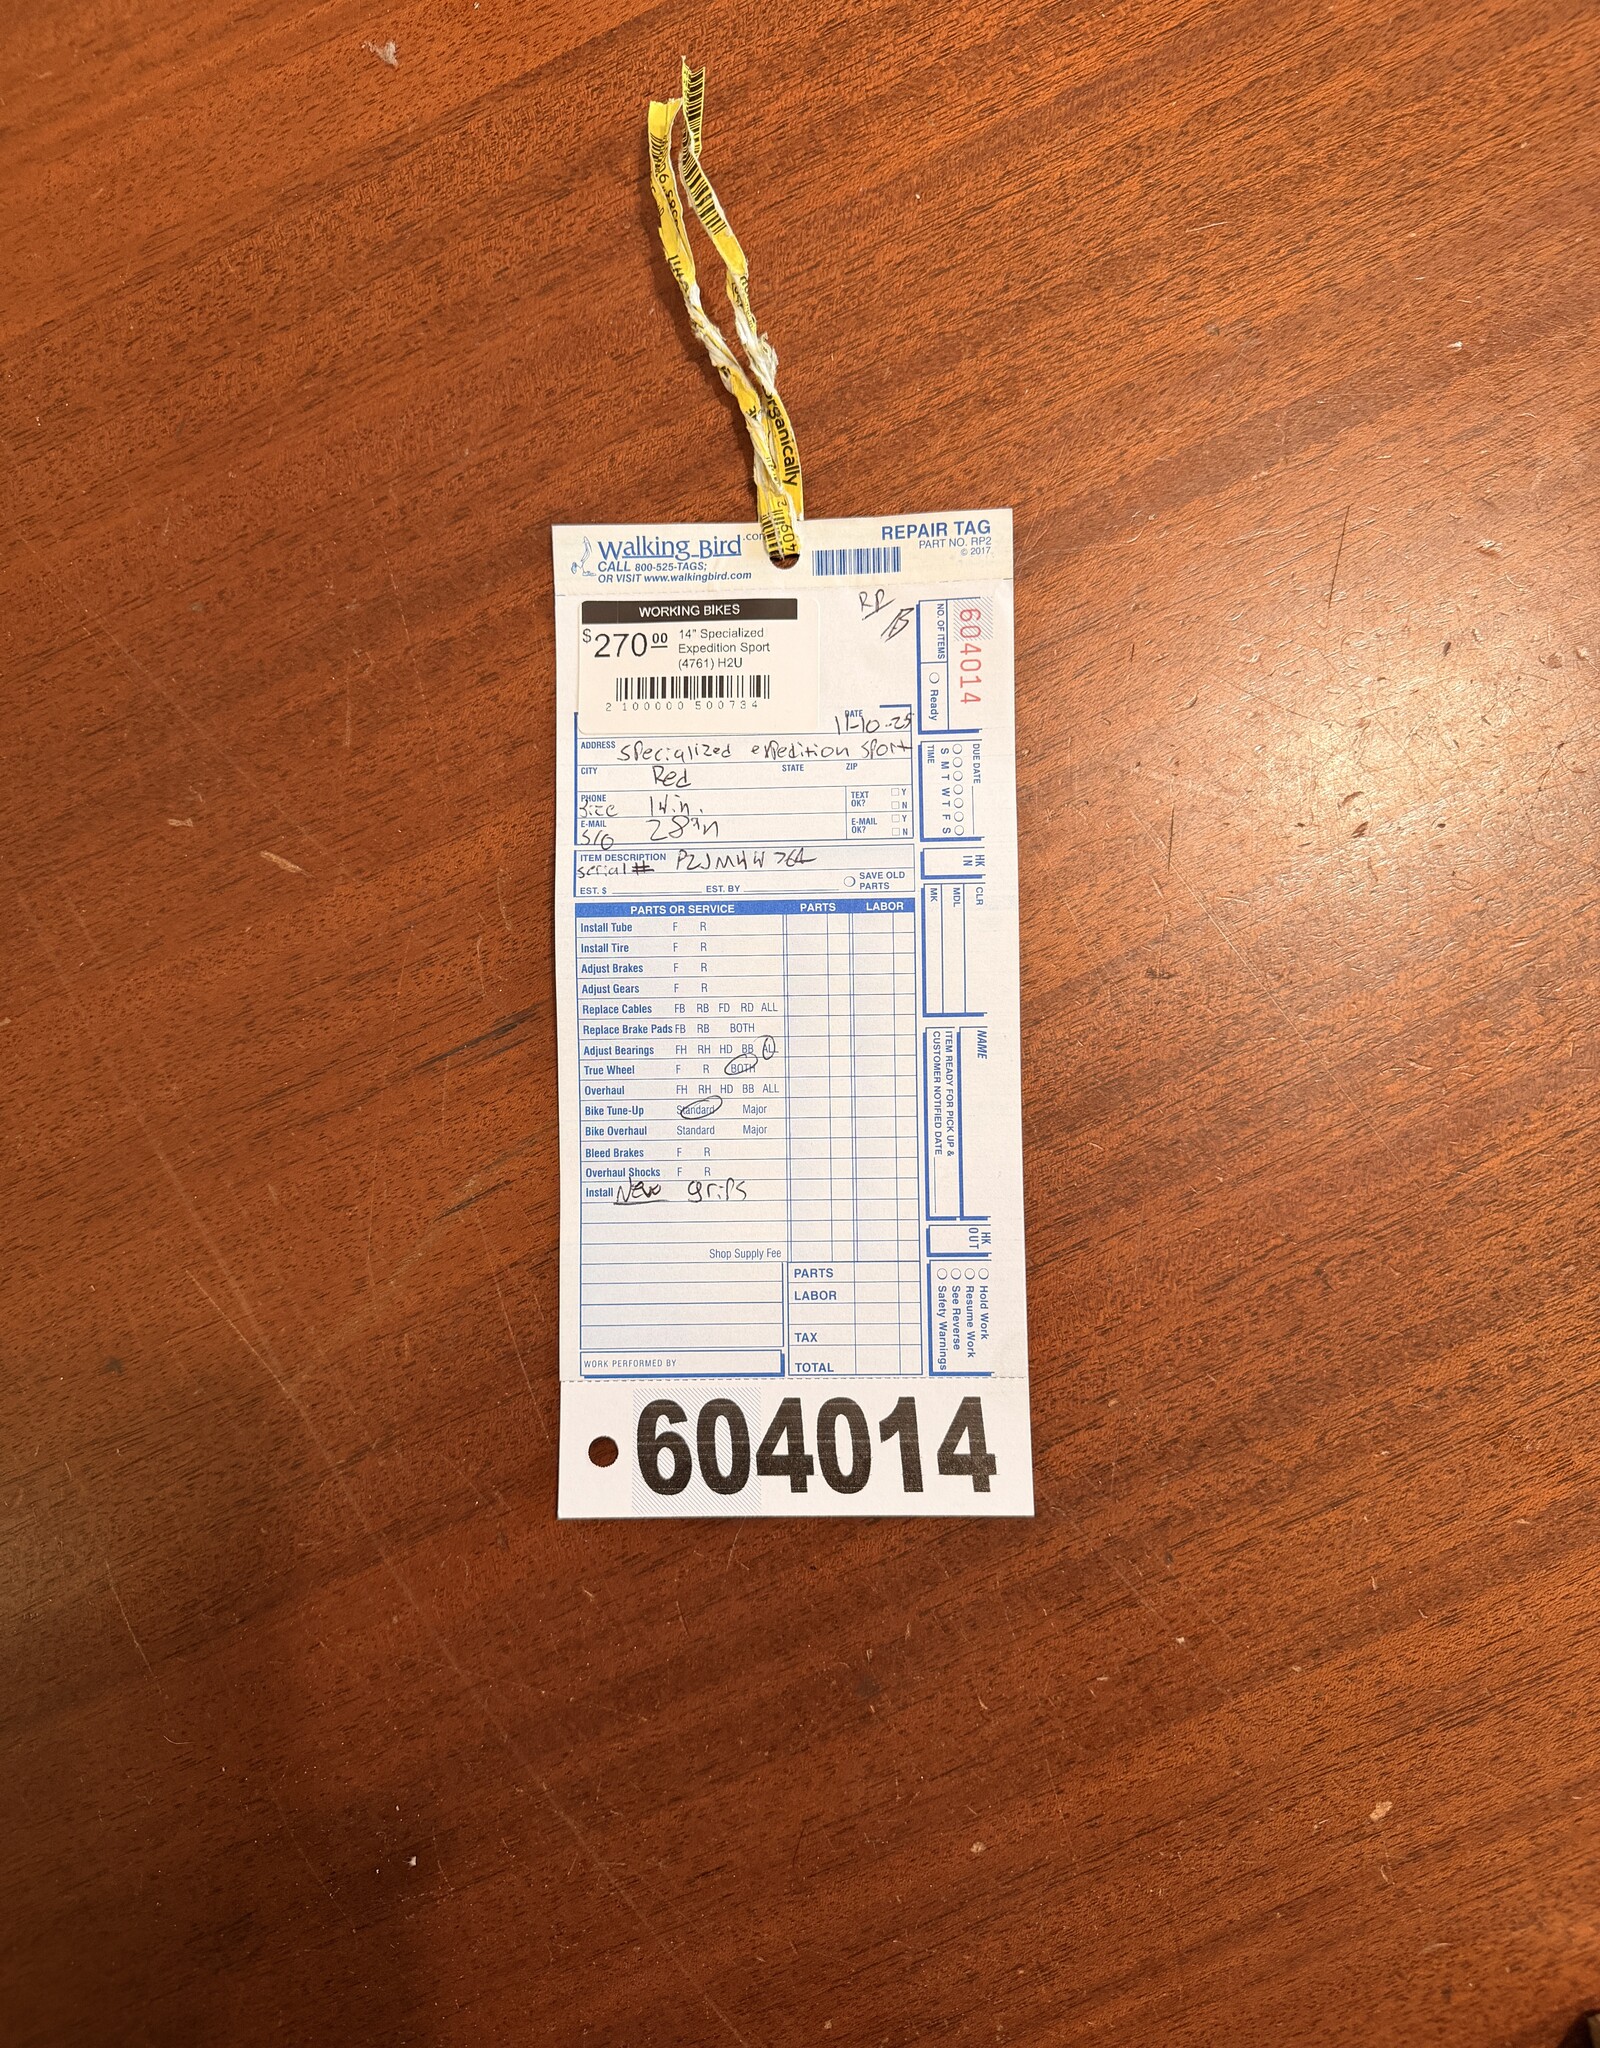 Walking Bird .com
CALL 800-525-TAGS;
OR VISIT www.walkingbird.com
REPAIR TAG
PART NO. RP2
© 2017
organically
WORKING BIKES
$270.00
14" Specialized
Expedition Sport
(4761) H2U
2 100000 500734
RR
DATE 11-10-25
ADDRESS Specialized expedition Sport
CITY Red STATE ZIP
PHONE Size 14in. TEXT OK? Y N
E-MAIL S/O 28in E-MAIL OK? Y N
ITEM DESCRIPTION
serial #
EST. $ EST. BY SAVE OLD PARTS
PARTS OR SERVICE PARTS LABOR
Install Tube F R
Install Tire F R
Adjust Brakes F R
Adjust Gears F R
Replace Cables FB RB FD RD ALL
Replace Brake Pads FB RB BOTH
Adjust Bearings FH RH HD BB ALL
True Wheel F R BOTH
Overhaul FH RH HD BB ALL
Bike Tune-Up Standard Major
Bike Overhaul Standard Major
Bleed Brakes F R
Overhaul Shocks F R
Install New grips
Shop Supply Fee
PARTS
LABOR
TAX
TOTAL
WORK PERFORMED BY
604014
NO. OF ITEMS
Ready
DUE DATE
S M T W T F S
TIME
HK IN
CLR
MDL
MK
NAME
ITEM READY FOR PICK UP &
CUSTOMER NOTIFIED DATE
HK OUT
Hold Work
Resume Work
See Reverse
Safety Warnings
604014